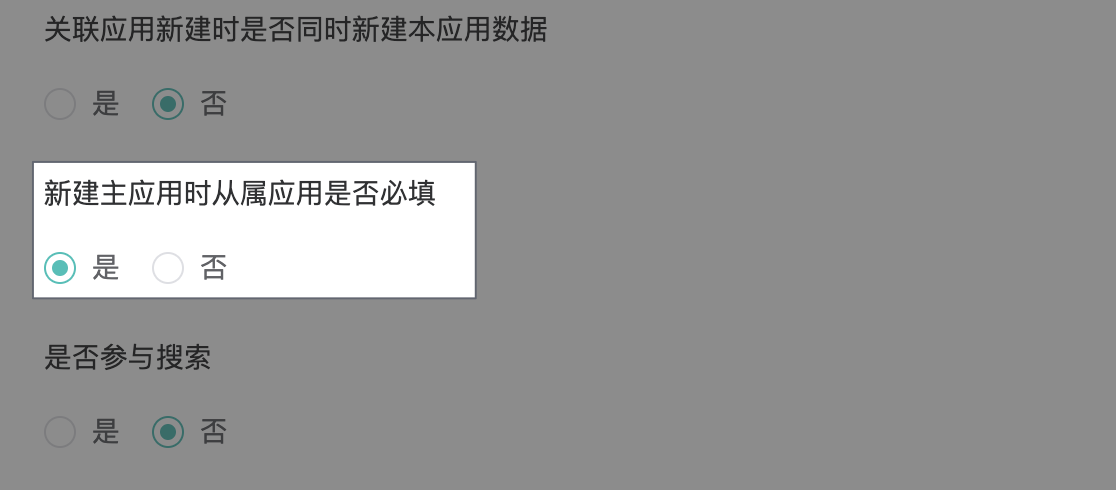 关联应用新建时是否同时新建本应用数据
是 否
新建主应用时从属应用是否必填
是 否
是否参与搜索
是 否